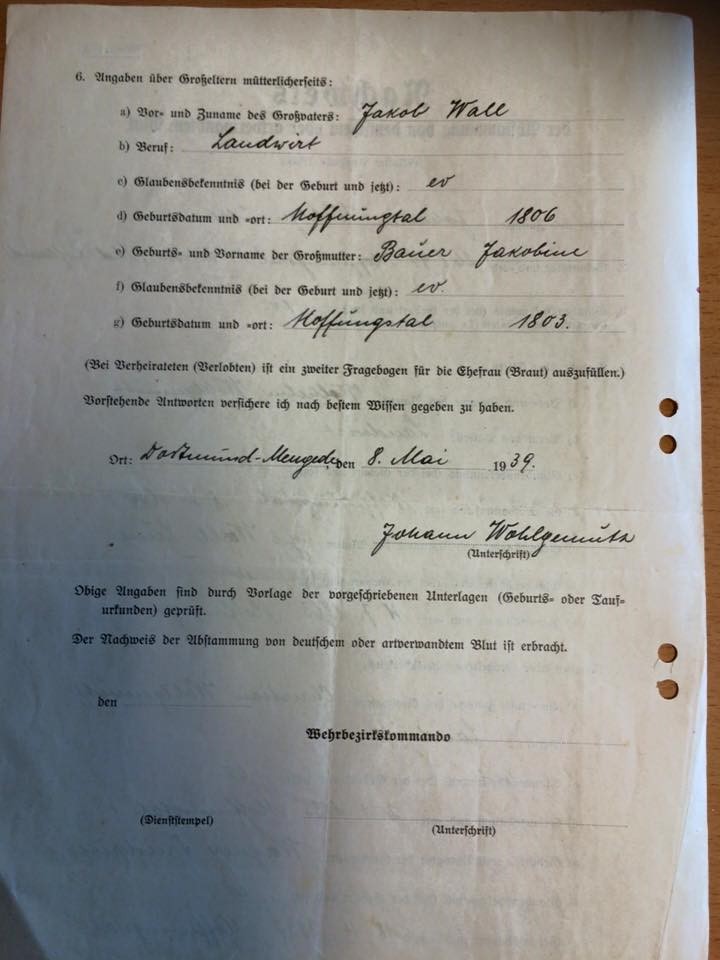 6. Angaben über Großeltern mütterlicherseits:
a) Vor- und Zuname des Großvaters: Jakob Wall
b) Beruf: Landwirt
c) Glaubensbekenntnis (bei der Geburt und jetzt): ev
d) Geburtsdatum und -ort: Hoffnungtal 1806
e) Geburts- und Vorname der Großmutter: Bauer Jakobine
f) Glaubensbekenntnis (bei der Geburt und jetzt): ev.
g) Geburtsdatum und -ort: Hoffungstal 1803.
(Bei Verheirateten (Verlobten) ist ein zweiter Fragebogen für die Ehefrau (Braut) auszufüllen.)
Vorstehende Antworten versichere ich nach bestem Wissen gegeben zu haben.
Ort: Dortmund-Mengede, den 8. Mai 1939.
Johann Wohlgemuth
(Unterschrift)
Obige Angaben sind durch Vorlage der vorgeschriebenen Unterlagen (Geburts- oder Tauf-
urkunden) geprüft.
Der Nachweis der Abstammung von deutschem oder artverwandtem Blut ist erbracht.
den
Wehrbezirkskommando
(Dienststempel)
(Unterschrift)